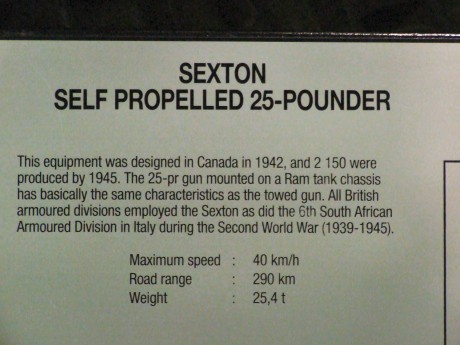 SEXTON
SELF PROPELLED 25-POUNDER
This equipment was designed in Canada in 1942, and 2 150 were
produced by 1945. The 25-pr gun mounted on a Ram tank chassis
has basically the same characteristics as the towed gun. All British
armoured divisions employed the Sexton as did the 6th South African
Armoured Division in Italy during the Second World War (1939-1945).
Maximum speed : 40 km/h
Road range : 290 km
Weight : 25,4 t